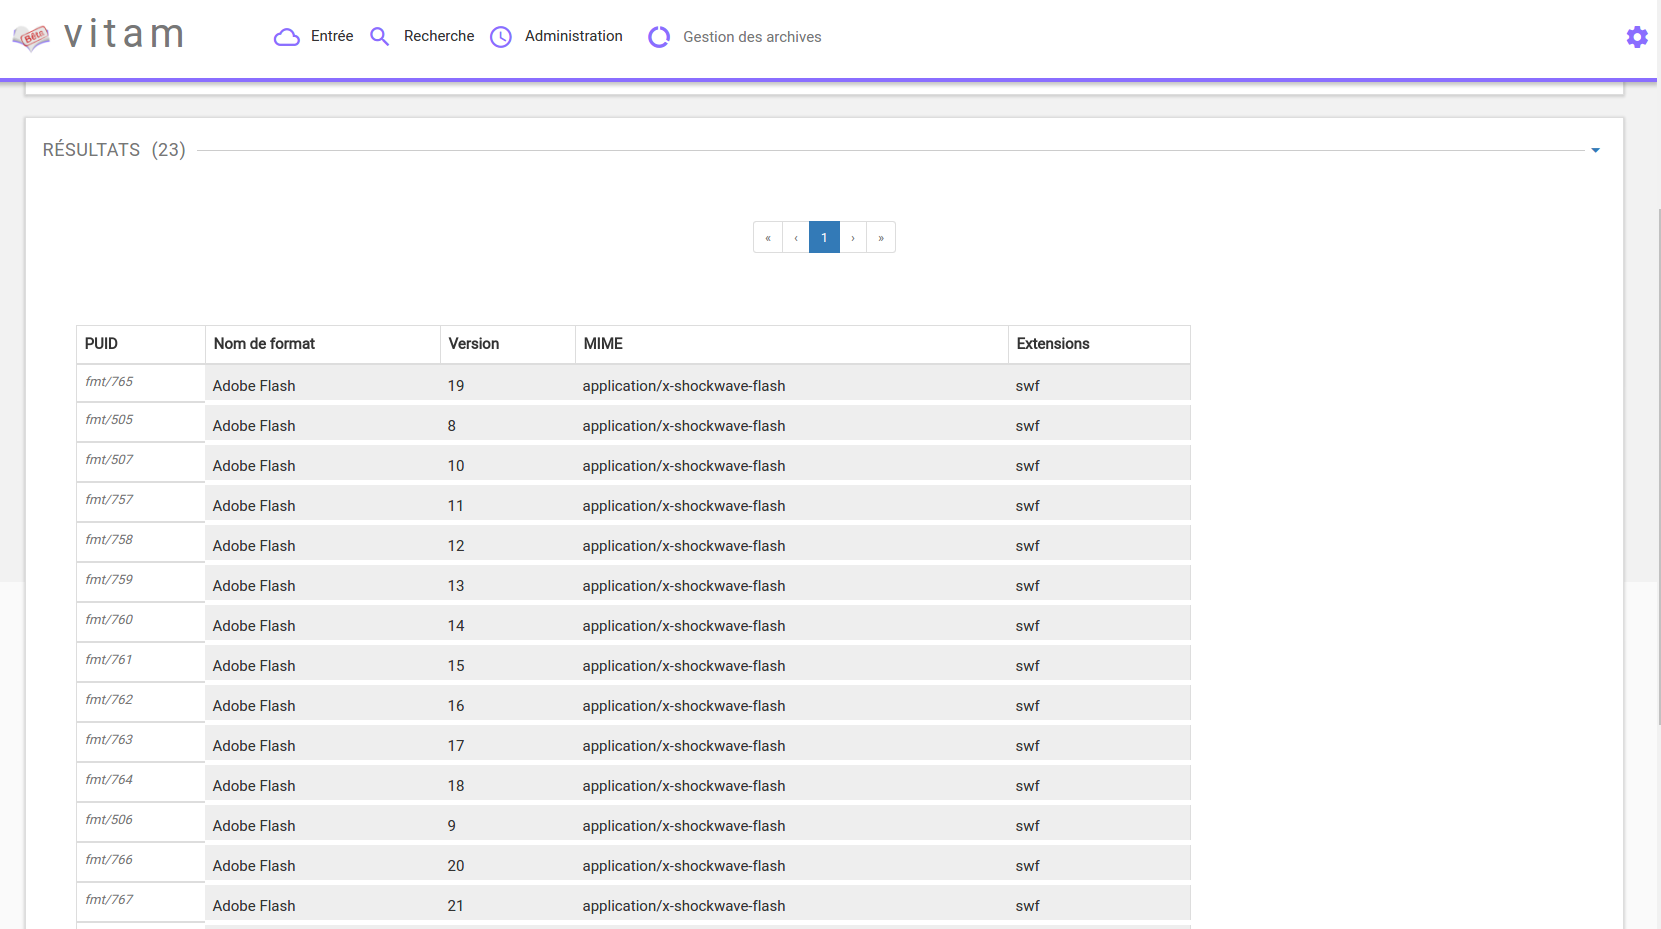 Bêta vitam Entrée Recherche Administration Gestion des archives
RÉSULTATS (23)
« ‹ 1 › »
PUID Nom de format Version MIME Extensions
fmt/765 Adobe Flash 19 application/x-shockwave-flash swf
fmt/505 Adobe Flash 8 application/x-shockwave-flash swf
fmt/507 Adobe Flash 10 application/x-shockwave-flash swf
fmt/757 Adobe Flash 11 application/x-shockwave-flash swf
fmt/758 Adobe Flash 12 application/x-shockwave-flash swf
fmt/759 Adobe Flash 13 application/x-shockwave-flash swf
fmt/760 Adobe Flash 14 application/x-shockwave-flash swf
fmt/761 Adobe Flash 15 application/x-shockwave-flash swf
fmt/762 Adobe Flash 16 application/x-shockwave-flash swf
fmt/763 Adobe Flash 17 application/x-shockwave-flash swf
fmt/764 Adobe Flash 18 application/x-shockwave-flash swf
fmt/506 Adobe Flash 9 application/x-shockwave-flash swf
fmt/766 Adobe Flash 20 application/x-shockwave-flash swf
fmt/767 Adobe Flash 21 application/x-shockwave-flash swf